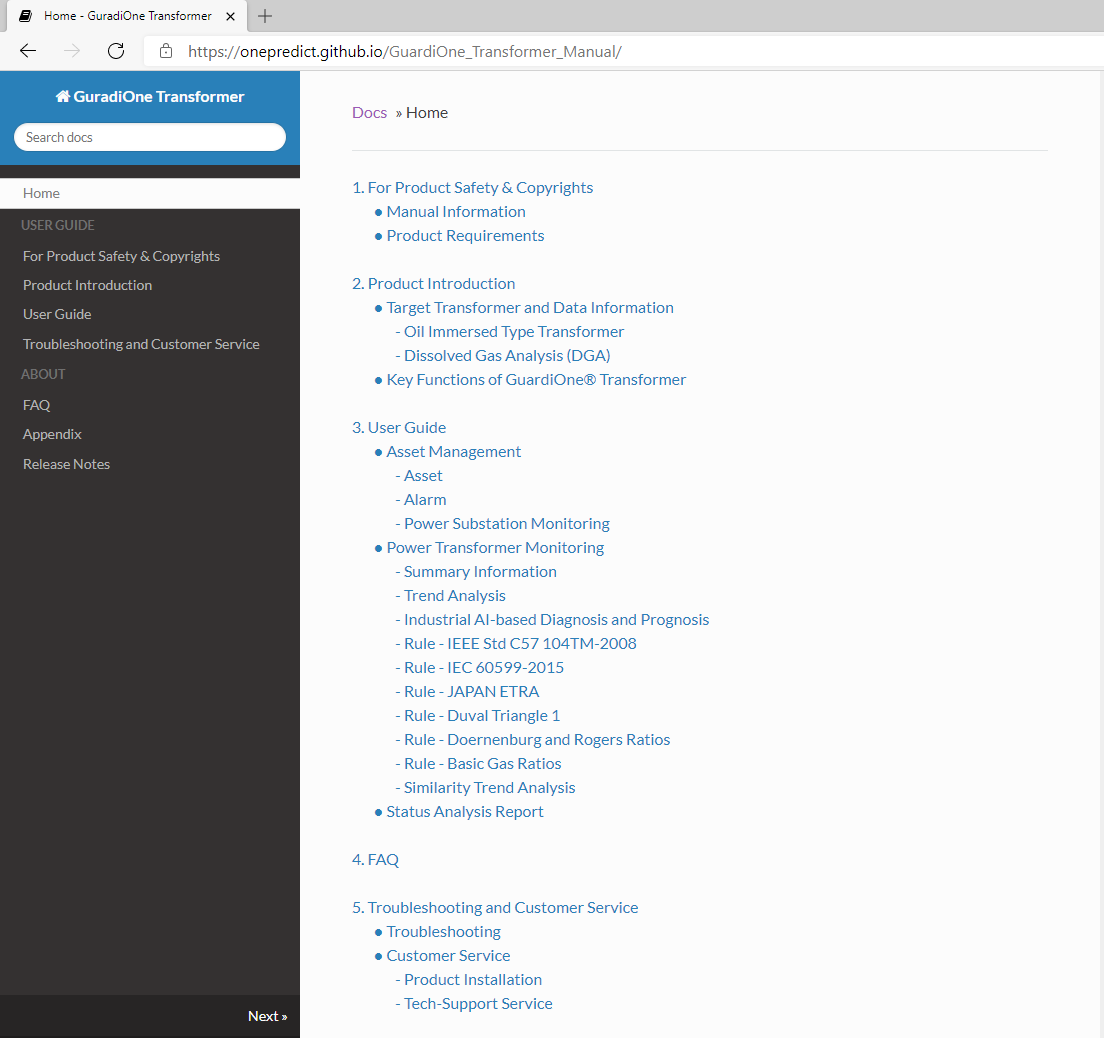 Home - GuradiOne Transformer
https://onepredict.github.io/GuardiOne_Transformer_Manual/
GuradiOne Transformer
Search docs
Home
USER GUIDE
For Product Safety & Copyrights
Product Introduction
User Guide
Troubleshooting and Customer Service
ABOUT
FAQ
Appendix
Release Notes
Next »
Docs » Home
1. For Product Safety & Copyrights
● Manual Information
● Product Requirements
2. Product Introduction
● Target Transformer and Data Information
- Oil Immersed Type Transformer
- Dissolved Gas Analysis (DGA)
● Key Functions of GuardiOne® Transformer
3. User Guide
● Asset Management
- Asset
- Alarm
- Power Substation Monitoring
● Power Transformer Monitoring
- Summary Information
- Trend Analysis
- Industrial AI-based Diagnosis and Prognosis
- Rule - IEEE Std C57 104TM-2008
- Rule - IEC 60599-2015
- Rule - JAPAN ETRA
- Rule - Duval Triangle 1
- Rule - Doernenburg and Rogers Ratios
- Rule - Basic Gas Ratios
- Similarity Trend Analysis
● Status Analysis Report
4. FAQ
5. Troubleshooting and Customer Service
● Troubleshooting
● Customer Service
- Product Installation
- Tech-Support Service